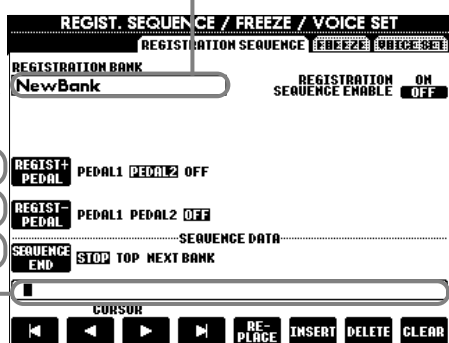 REGIST. SEQUENCE / FREEZE / VOICE SET
REGISTRATION SEQUENCE FREEZE VOICE SET
REGISTRATION BANK
NewBank
REGISTRATION SEQUENCE ENABLE ON OFF
REGIST+ PEDAL PEDAL1 PEDAL2 OFF
REGIST- PEDAL PEDAL1 PEDAL2 OFF
SEQUENCE DATA
SEQUENCE END STOP TOP NEXT BANK
CURSOR
RE-PLACE INSERT DELETE CLEAR